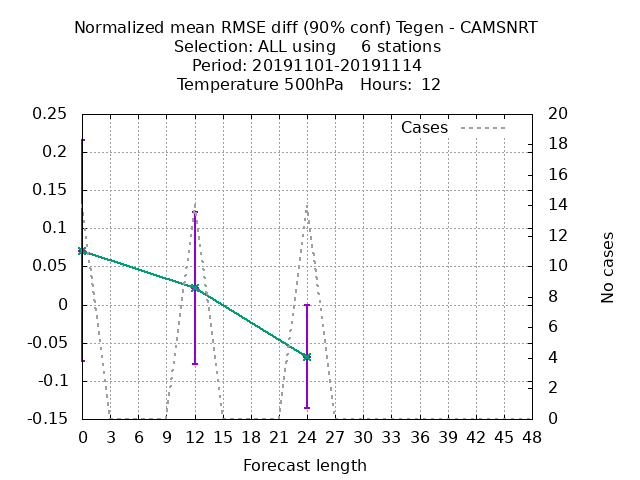 Normalized mean RMSE diff (90% conf) Tegen - CAMSNRT
Selection: ALL using     6 stations
Period: 20191101-20191114
Temperature 500hPa   Hours:  12
Cases
0.25
0.2
0.15
0.1
0.05
0
-0.05
-0.1
-0.15
20
18
16
14
12
10
8
6
4
2
0
No cases
0 3 6 9 12 15 18 21 24 27 30 33 36 39 42 45 48
Forecast length